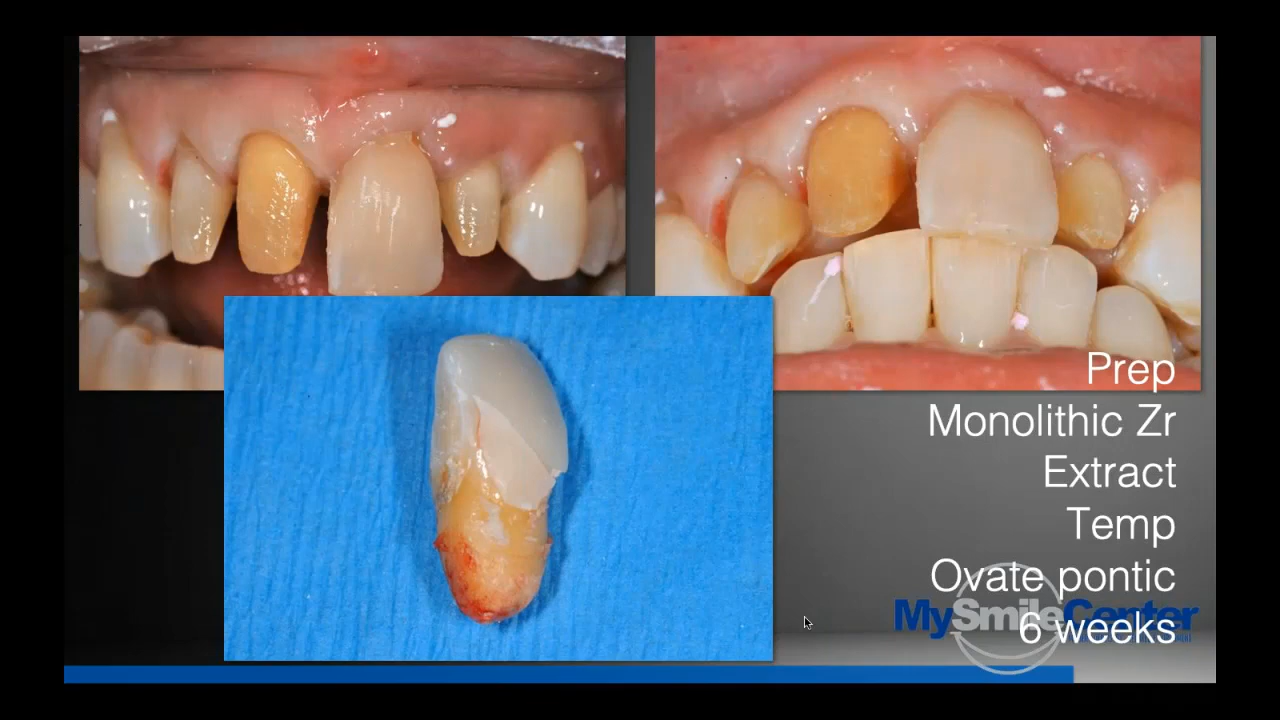 Prep
Monolithic Zr
Extract
Temp
Ovate pontic
MySmileCenter
6 weeks